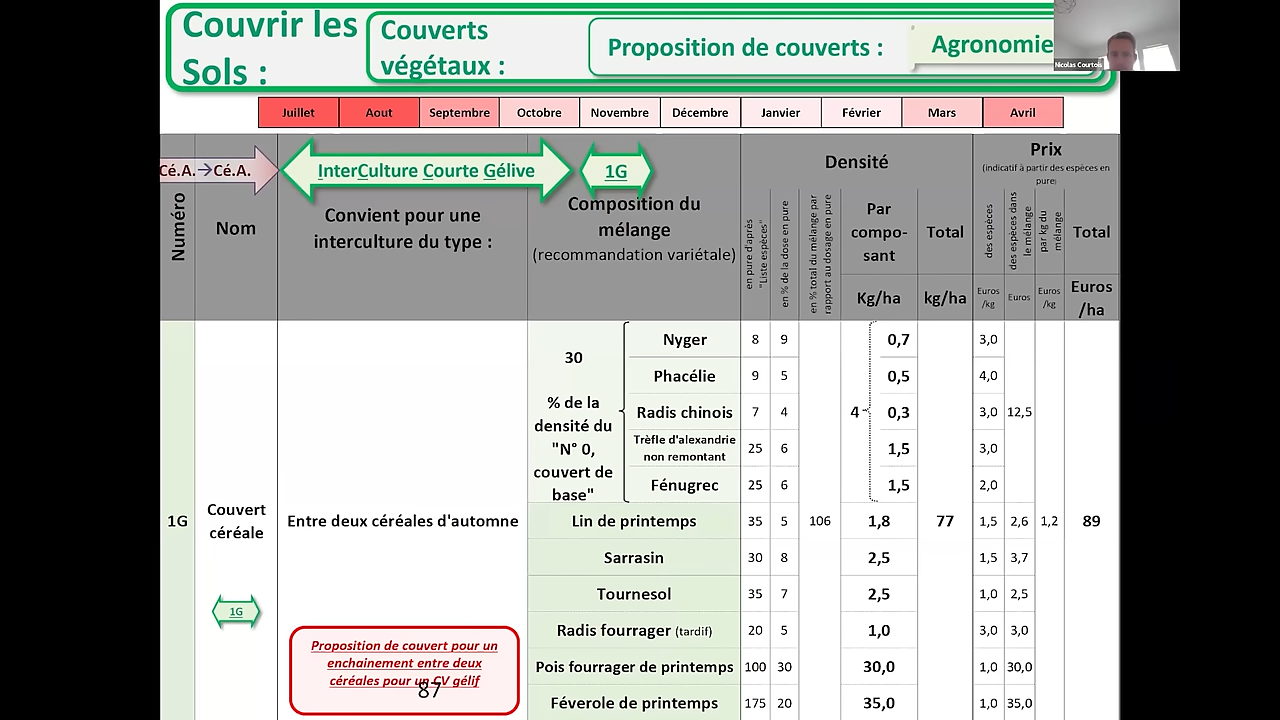 Couvrir les
Sols :
Couverts
végétaux :
Proposition de couverts :
Agronomie
Nicolas Courtois
Juillet Aout Septembre Octobre Novembre Décembre Janvier Février Mars Avril
Cé.A.→Cé.A.
InterCulture Courte Gélive
1G
Numéro
Nom
Convient pour une
interculture du type :
Composition du
mélange
(recommandation variétale)
Densité
en pure d'après
"Liste espèces"
en % de la dose en pure
en % total du mélange par
rapport au dosage en pure
Par
compo-
sant
Total
Kg/ha
kg/ha
Prix
(indicatif à partir des espèces en
pure)
des espèces
des espèces dans
le mélange
par kg du
mélange
Total
Euros
/kg
Euros
Euros
/kg
Euros
/ha
1G
Couvert
céréale
1G
Entre deux céréales d'automne
Proposition de couvert pour un
enchainement entre deux
céréales pour un CV gélif
87
30
% de la
densité du
"N° 0,
couvert de
base"
Nyger 8 9 0,7 3,0
Phacélie 9 5 0,5 4,0
Radis chinois 7 4 4 0,3 3,0 12,5
Trèfle d'alexandrie
non remontant 25 6 1,5 3,0
Fénugrec 25 6 1,5 2,0
Lin de printemps 35 5 106 1,8 77 1,5 2,6 1,2 89
Sarrasin 30 8 2,5 1,5 3,7
Tournesol 35 7 2,5 1,0 2,5
Radis fourrager (tardif) 20 5 1,0 3,0 3,0
Pois fourrager de printemps 100 30 30,0 1,0 30,0
Féverole de printemps 175 20 35,0 1,0 35,0